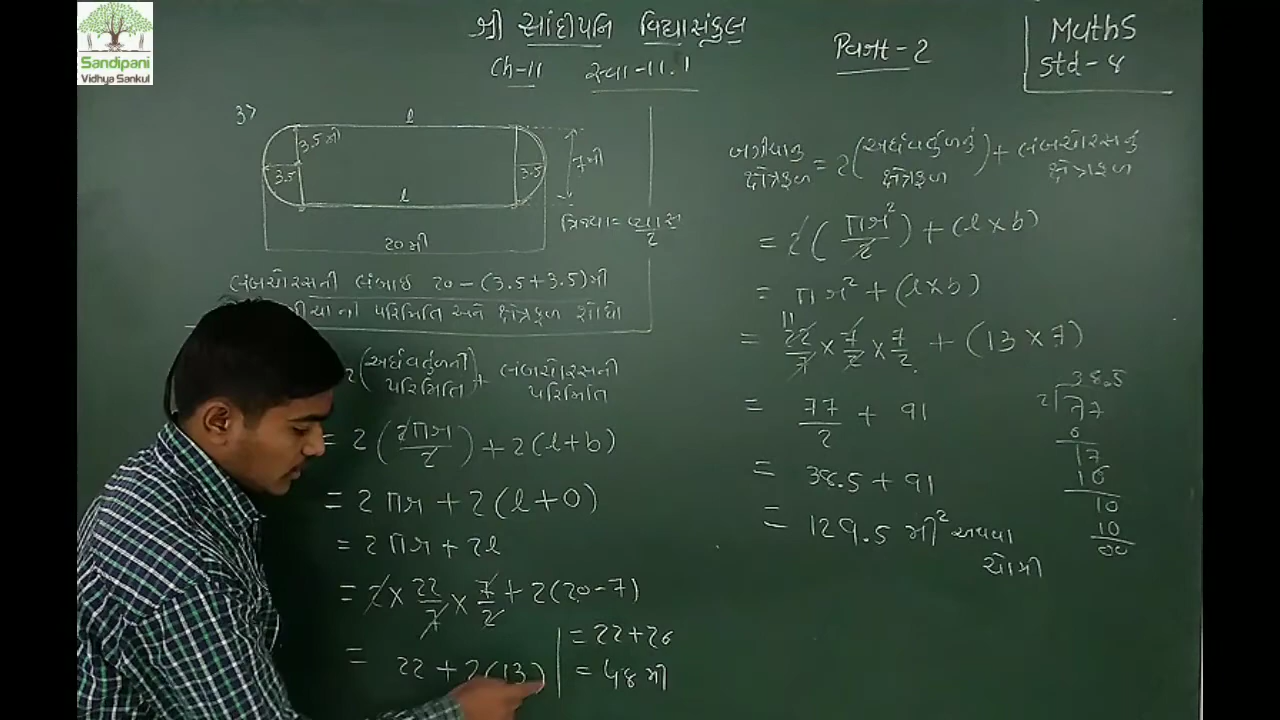 Sandipani
Vidhya Sankul
શ્રી સાંદીપનિ વિદ્યાસંકુલ
Ch-11 સ્વા-11.1
વિભાગ-2
Maths
Std-8
3>
l
3.5 મી
3.5
3.5
7મી
l
20 મી
ત્રિજ્યા = વ્યાસ/2
લંબચોરસની લંબાઈ 20 - (3.5+3.5)મી
પરિમિતિ અને ક્ષેત્રફળ શોધો
2(અર્ધવર્તુળની પરિમિતિ) + લંબચોરસની પરિમિતિ
= 2(2πr/2) + 2(l+b)
= 2πr + 2(l+0)
= 2πr + 2l
= 2 × 22/7 × 7/2 + 2(20-7)
= 22 + 2(13)
= 22+26
= 48 મી
બગીચાનું ક્ષેત્રફળ = 2(અર્ધવર્તુળનું ક્ષેત્રફળ) + લંબચોરસનું ક્ષેત્રફળ
= 2(πr²/2) + (l×b)
= πr² + (l×b)
11
= 22/7 × 7/2 × 7/2 + (13×7)
= 77/2 + 91
= 38.5 + 91
= 129.5 મી² અથવા
ચોમી
38.5
2 77
6
17
16
10
10
00